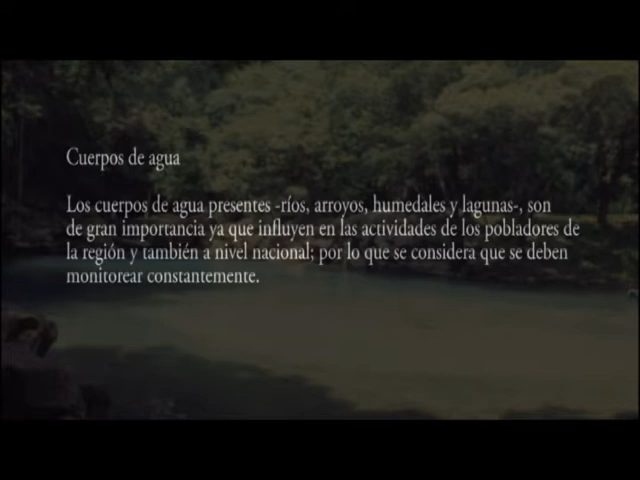 Cuerpos de agua
Los cuerpos de agua presentes -ríos, arroyos, humedales y lagunas-, son
de gran importancia ya que influyen en las actividades de los pobladores de
la región y también a nivel nacional; por lo que se considera que se deben
monitorear constantemente.